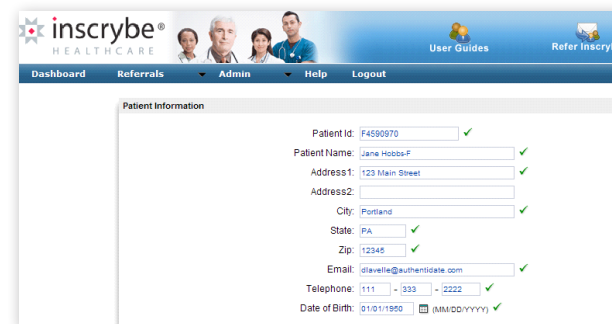 inscrybe®
HEALTHCARE
User Guides
Refer Inscrybe
Dashboard Referrals Admin Help Logout
Patient Information
Patient Id: F4590970
Patient Name: Jane Hobbs-F
Address1: 123 Main Street
Address2:
City: Portland
State: PA
Zip: 12345
Email: dlavelle@authentidate.com
Telephone: 111 - 333 - 2222
Date of Birth: 01/01/1950 (MM/DD/YYYY)